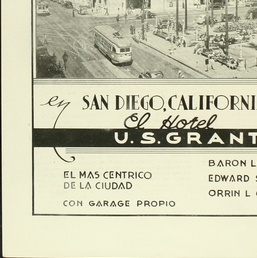 en SAN DIEGO, CALIFORNI
El Hotel
U.S. GRANT
EL MAS CENTRICO
DE LA CIUDAD
CON GARAGE PROPIO
BARON L
EDWARD S
ORRIN L